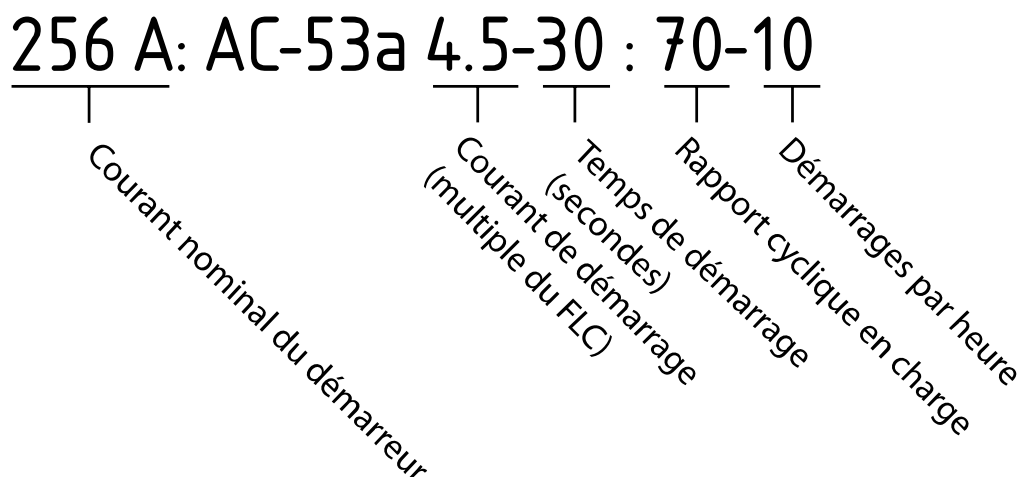 256 A: AC-53a 4.5-30 : 70-10
Courant nominal du démarreur
Courant de démarrage
(multiple du FLC)
Temps de démarrage
(secondes)
Rapport cyclique en charge
Démarrages par heure